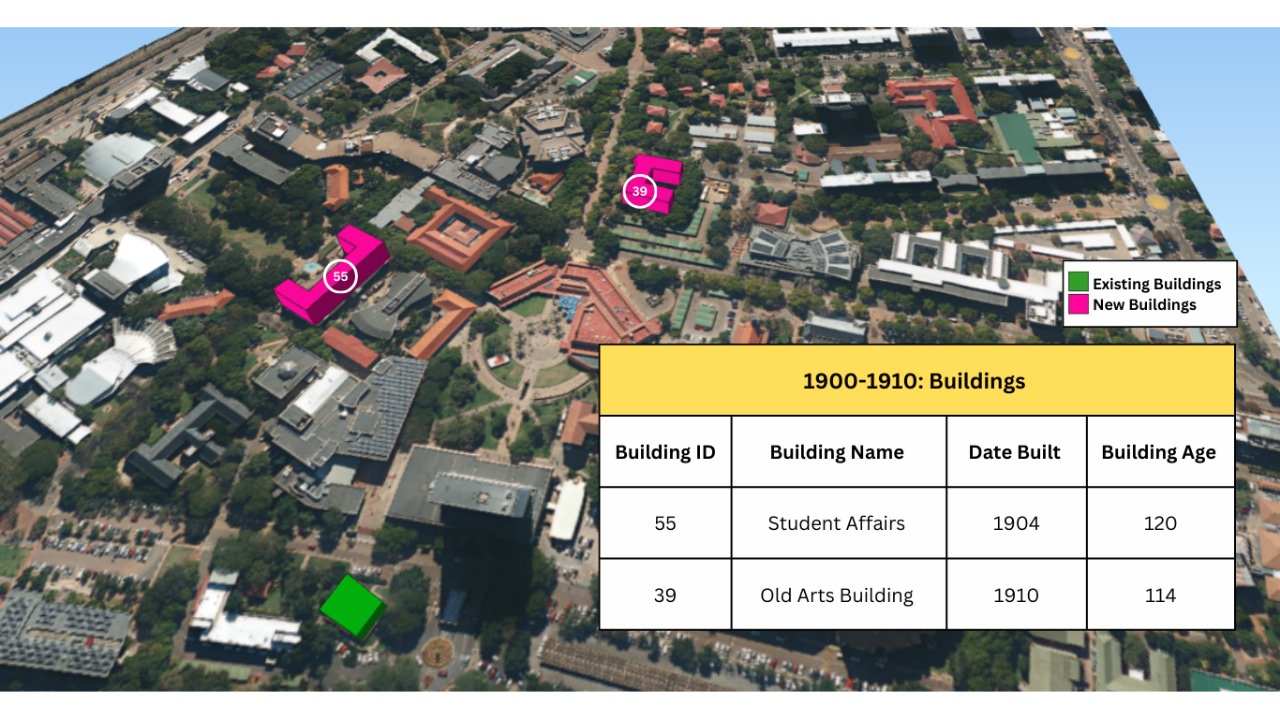 39
55
Existing Buildings
New Buildings
1900-1910: Buildings
Building ID Building Name Date Built Building Age
55 Student Affairs 1904 120
39 Old Arts Building 1910 114